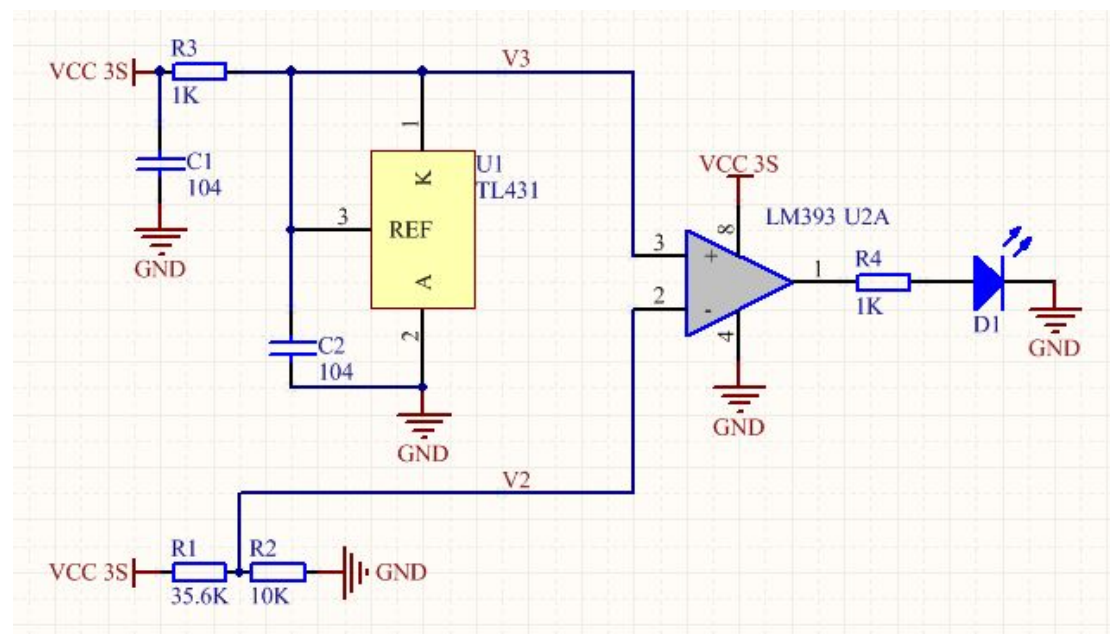 R3
V3
VCC 3S
1K
1
C1
104
K
U1
TL431
VCC 3S
3
REF
8
LM393 U2A
GND
3
+
1
R4
A
2
-
1K
D1
2
4
C2
104
GND
GND
GND
V2
R1
R2
VCC 3S
GND
35.6K
10K